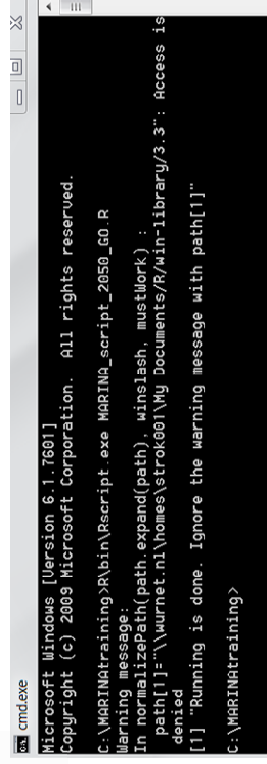 cmd.exe
Microsoft Windows [Version 6.1.7601]
Copyright (c) 2009 Microsoft Corporation.  All rights reserved.
C:\MARINAtraining>R\bin\Rscript.exe MARINA_script_2050_GO.R
Warning message:
In normalizePath(path.expand(path), winslash, mustWork) :
  path[1]="\\wurnet.nl\homes\strok001\My Documents/R/win-library/3.3": Access is
denied
[1] "Running is done. Ignore the warning message with path[1]"
C:\MARINAtraining>